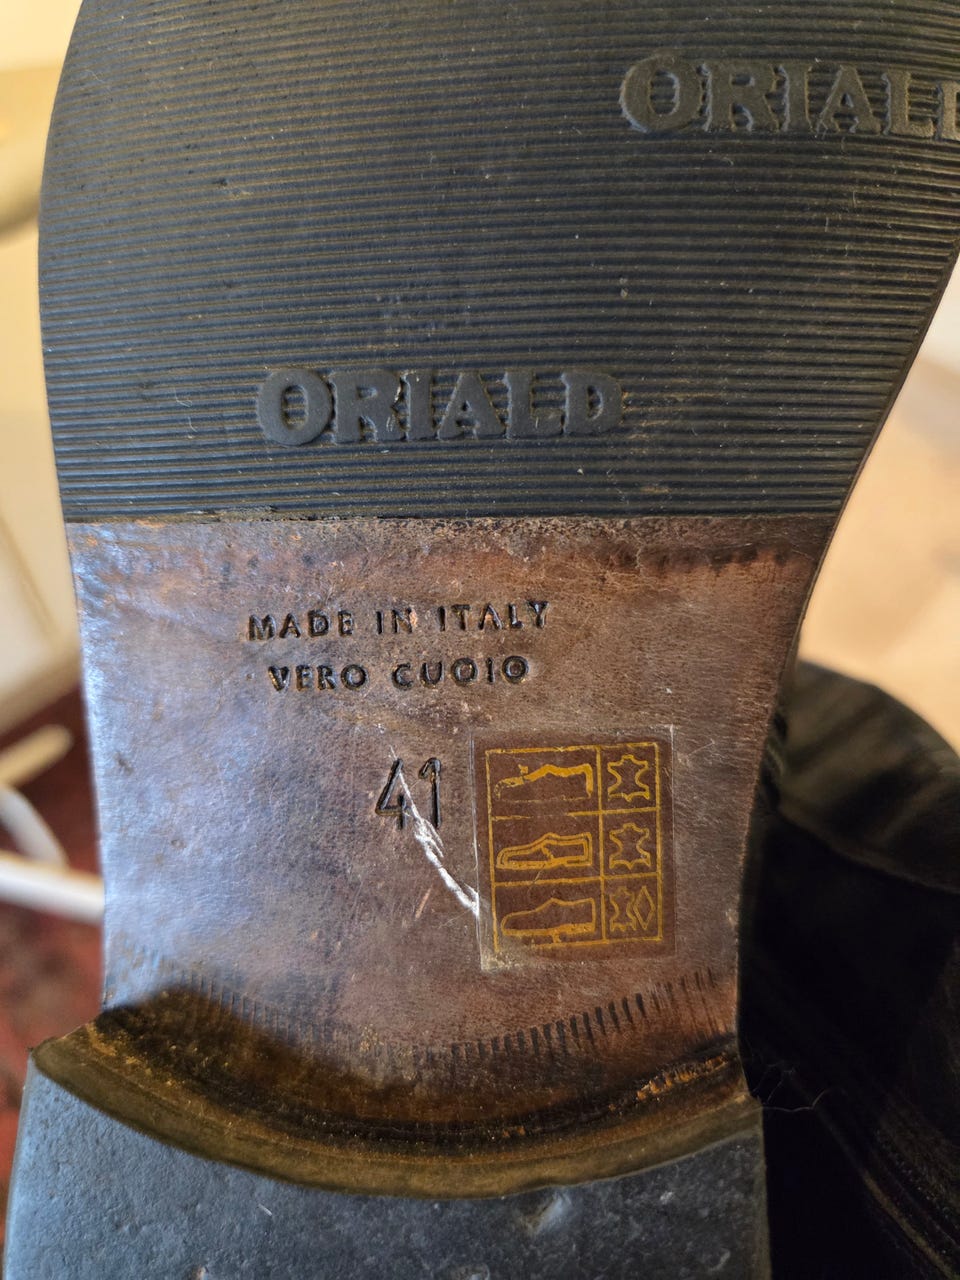 ORIALD
ORIALD
MADE IN ITALY
VERO CUOIO
41